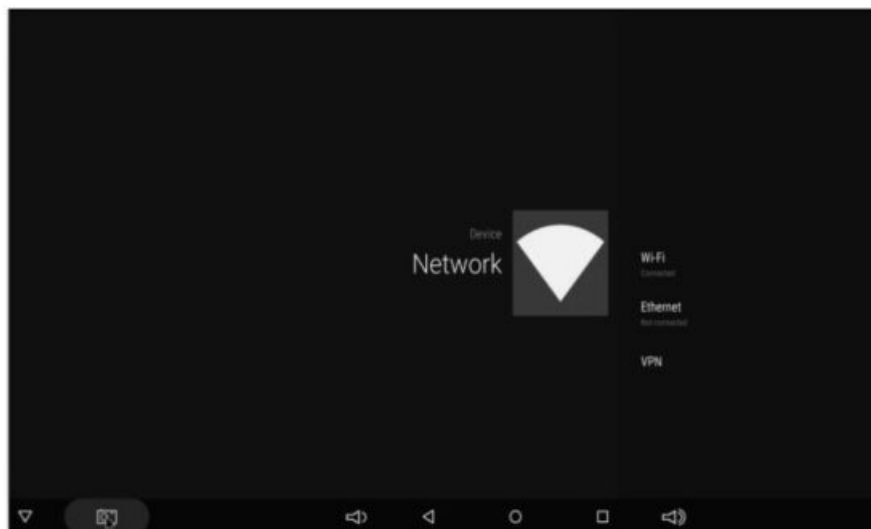 Device
Network
Wi-Fi
Connected
Ethernet
Not connected
VPN